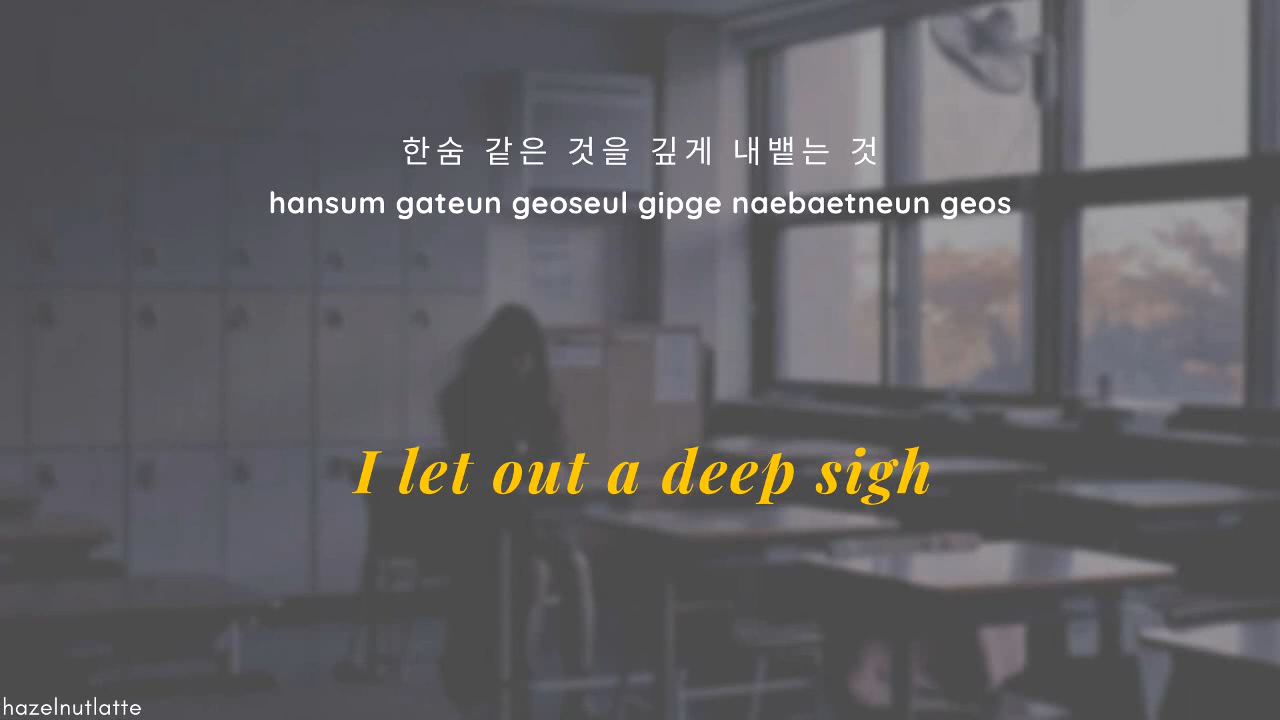 한숨 같은 것을 깊게 내뱉는 것
hansum gateun geoseul gipge naebaetneun geos
I let out a deep sigh
hazelnutlatte